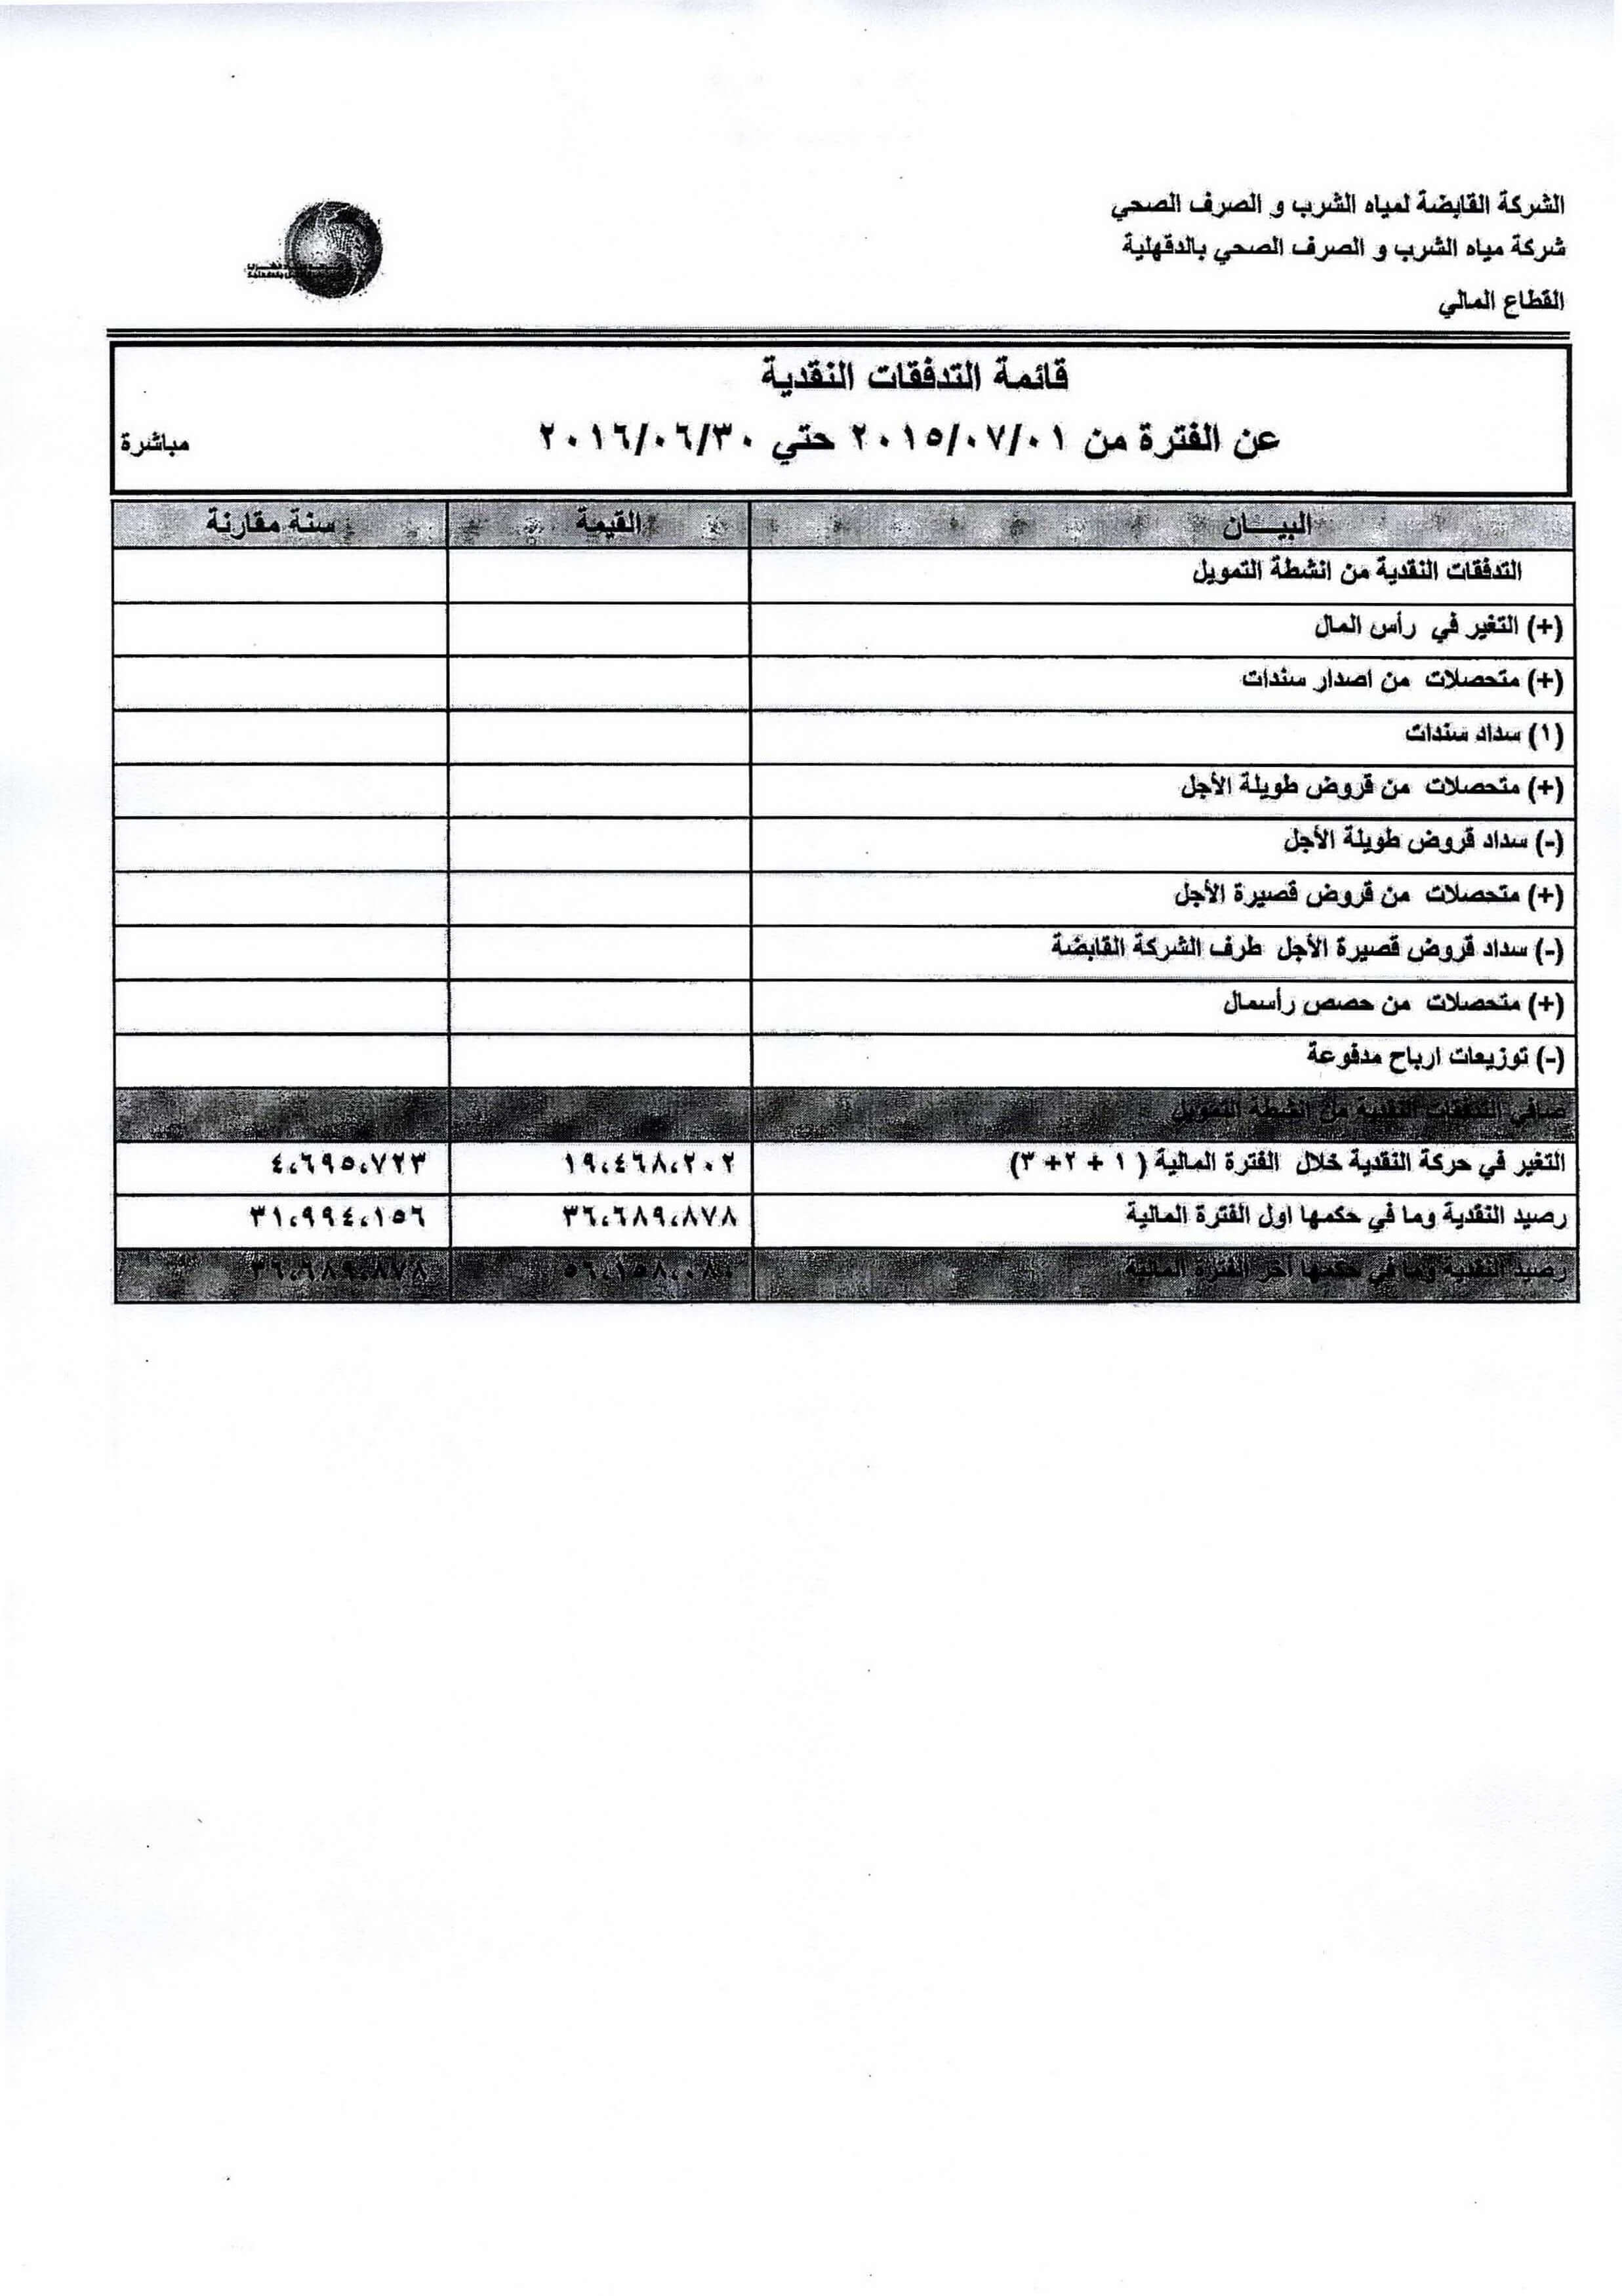 الشركة القابضة لمياه الشرب و الصرف الصحي
شركة مياه الشرب و الصرف الصحي بالدقهلية
القطاع المالي
قائمة التدفقات النقدية
عن الفترة من ٢٠١٥/٠٧/٠١ حتي ٢٠١٦/٠٦/٣٠ مباشرة
البيـــان القيمة سنة مقارنة
التدفقات النقدية من انشطة التمويل
(+) التغير في رأس المال
(+) متحصلات من اصدار سندات
(١) سداد سندات
(+) متحصلات من قروض طويلة الأجل
(-) سداد قروض طويلة الأجل
(+) متحصلات من قروض قصيرة الأجل
(-) سداد قروض قصيرة الأجل طرف الشركة القابضة
(+) متحصلات من حصص رأسمال
(-) توزيعات ارباح مدفوعة
صافي التدفقات النقدية من انشطة التمويل
التغير في حركة النقدية خلال الفترة المالية ( ١ + ٢+ ٣) ١٩،٤٦٨،٢٠٢ ٤،٦٩٥،٧٢٣
رصيد النقدية وما في حكمها اول الفترة المالية ٣٦،٦٨٩،٨٧٨ ٣١،٩٩٤،١٥٦
رصيد النقدية وما في حكمها آخر الفترة المالية ٣٦،٦٨٩،٨٧٨